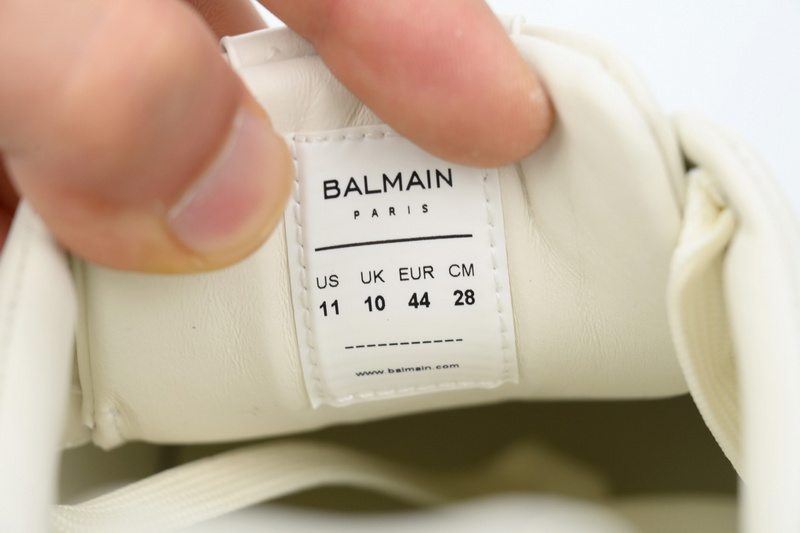 BALMAIN
PARIS
US UK EUR CM
11 10 44 28
www.balmain.com